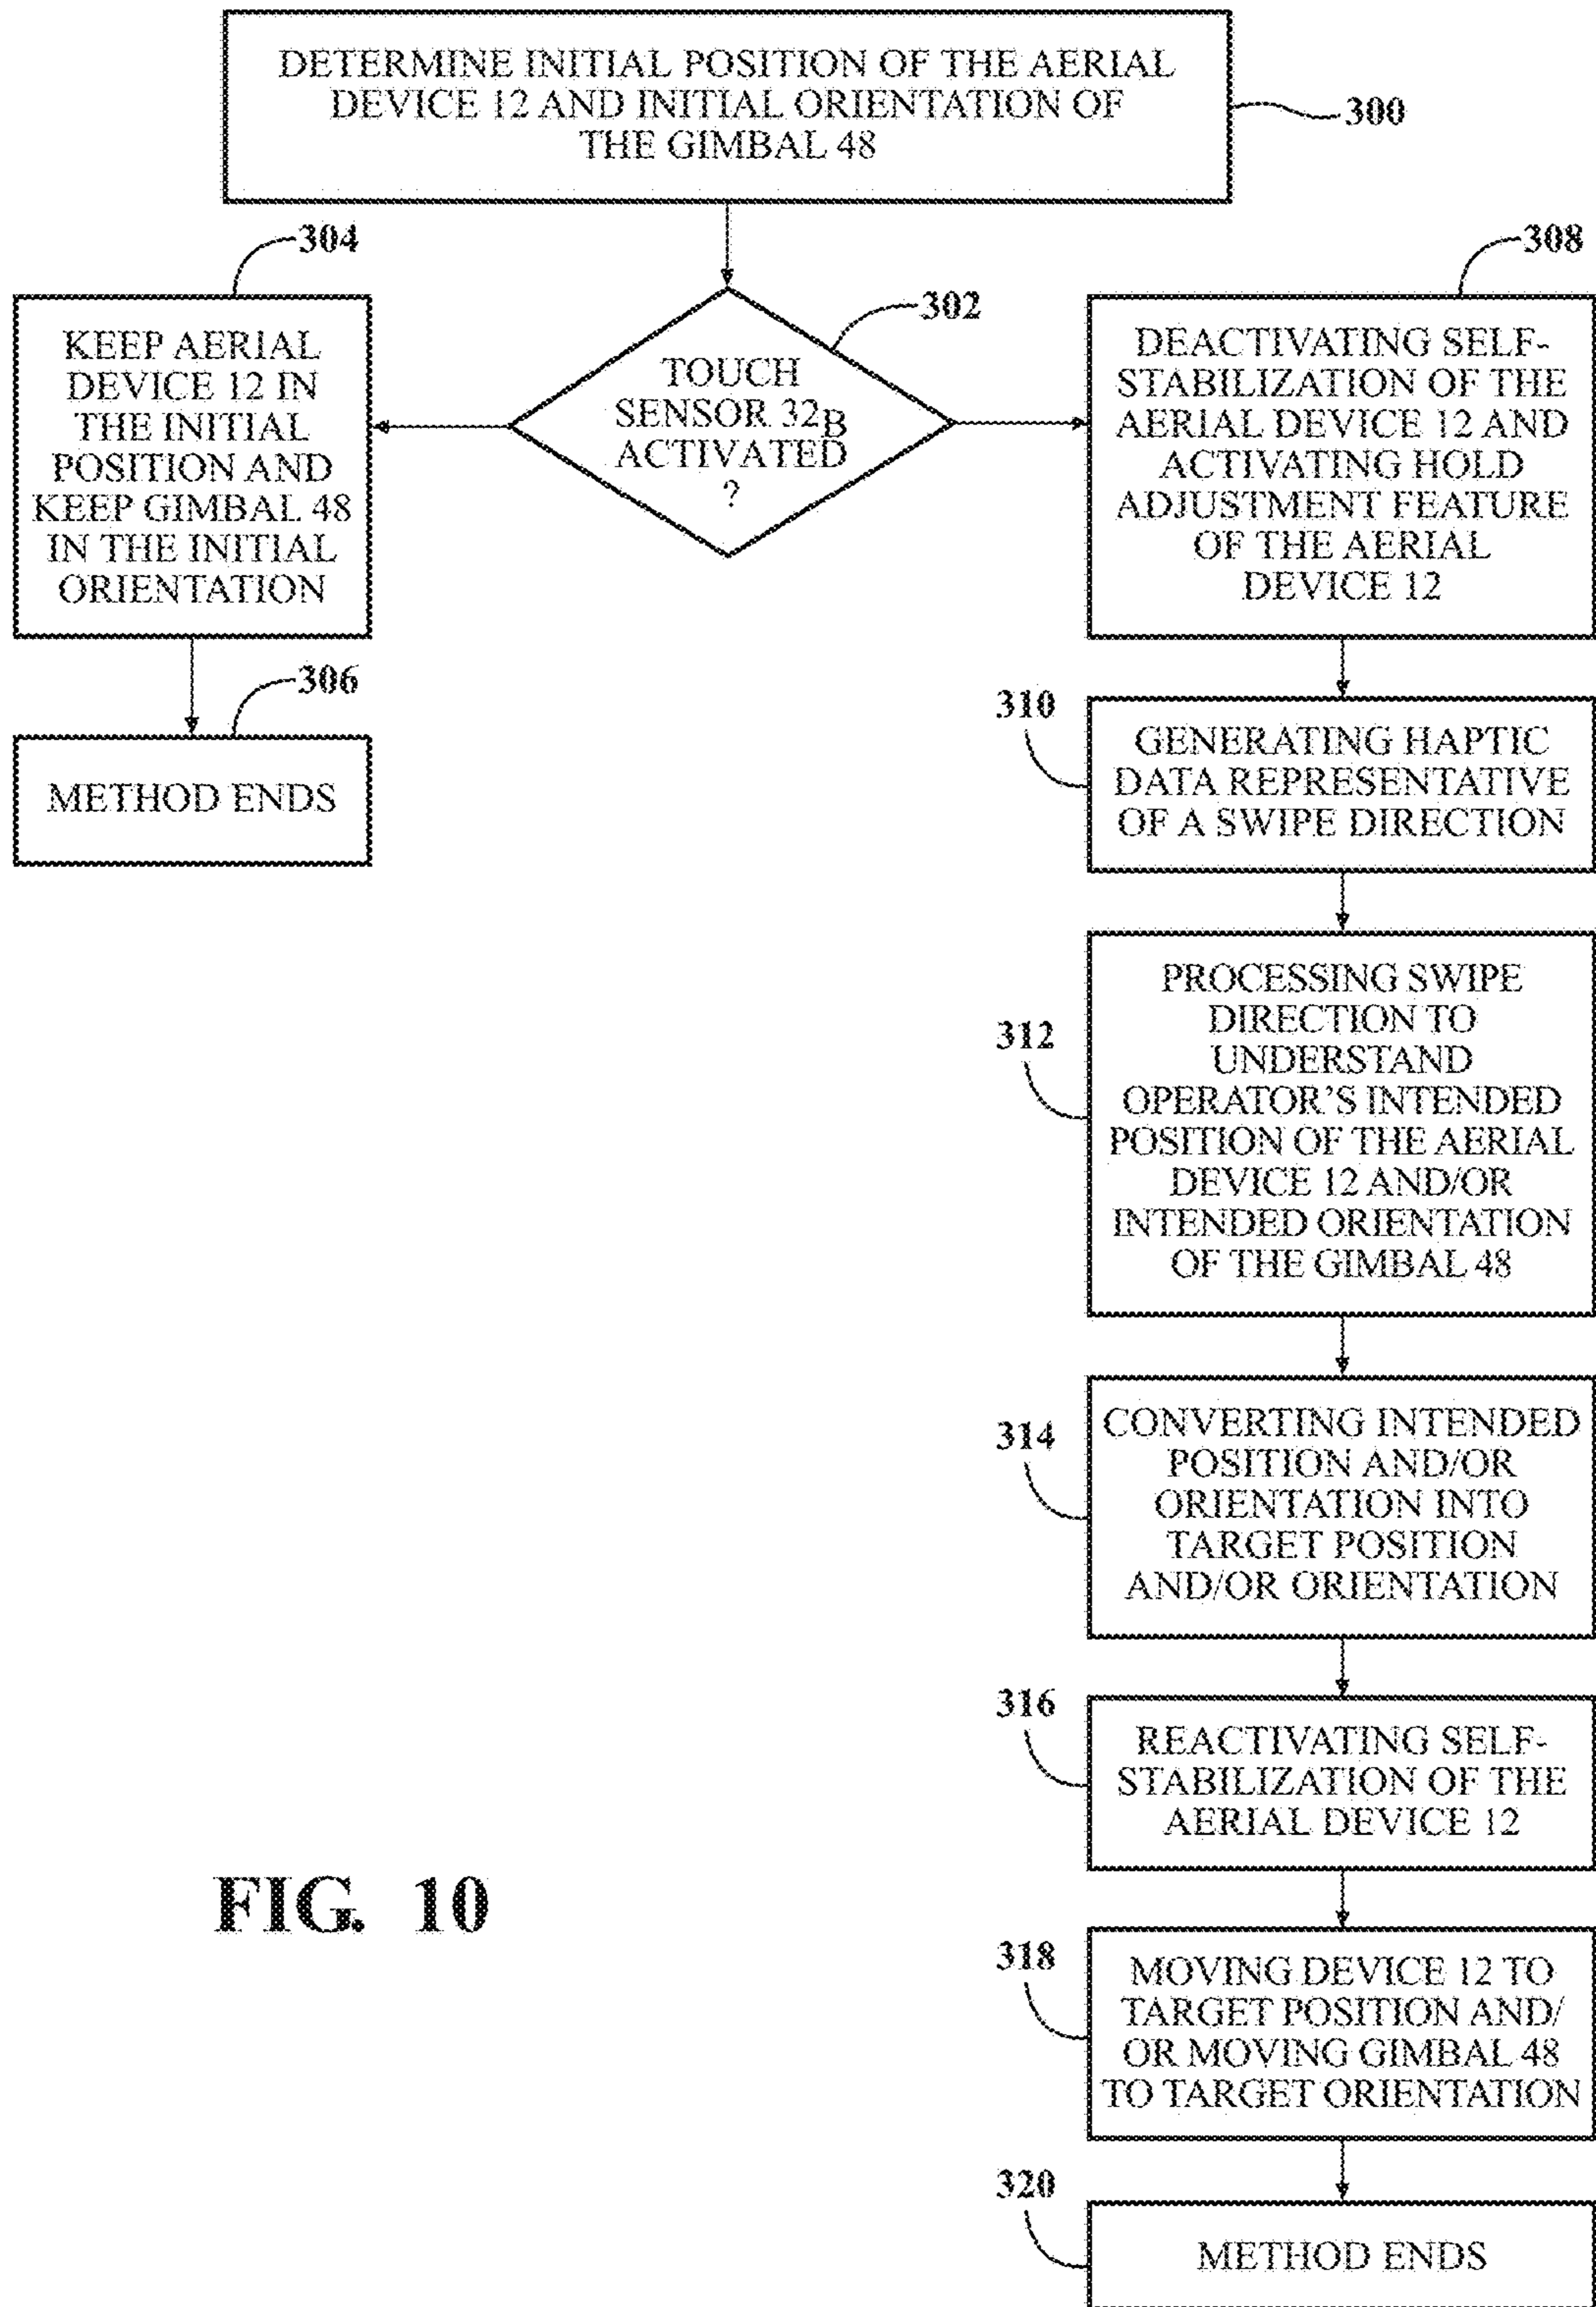 DETERMINE INITIAL POSITION OF THE AERIAL
DEVICE 12 AND INITIAL ORIENTATION OF
THE GIMBAL 48
300
304
KEEP AERIAL
DEVICE 12 IN
THE INITIAL
POSITION AND
KEEP GIMBAL 48
IN THE INITIAL
ORIENTATION
306
METHOD ENDS
302
TOUCH
SENSOR 32B
ACTIVATED
?
308
DEACTIVATING SELF-
STABILIZATION OF THE
AERIAL DEVICE 12 AND
ACTIVATING HOLD
ADJUSTMENT FEATURE
OF THE AERIAL
DEVICE 12
310
GENERATING HAPTIC
DATA REPRESENTATIVE
OF A SWIPE DIRECTION
312
PROCESSING SWIPE
DIRECTION TO
UNDERSTAND
OPERATOR'S INTENDED
POSITION OF THE AERIAL
DEVICE 12 AND/OR
INTENDED ORIENTATION
OF THE GIMBAL 48
314
CONVERTING INTENDED
POSITION AND/OR
ORIENTATION INTO
TARGET POSITION
AND/OR ORIENTATION
316
REACTIVATING SELF-
STABILIZATION OF THE
AERIAL DEVICE 12
318
MOVING DEVICE 12 TO
TARGET POSITION AND/
OR MOVING GIMBAL 48
TO TARGET ORIENTATION
320
METHOD ENDS
FIG. 10